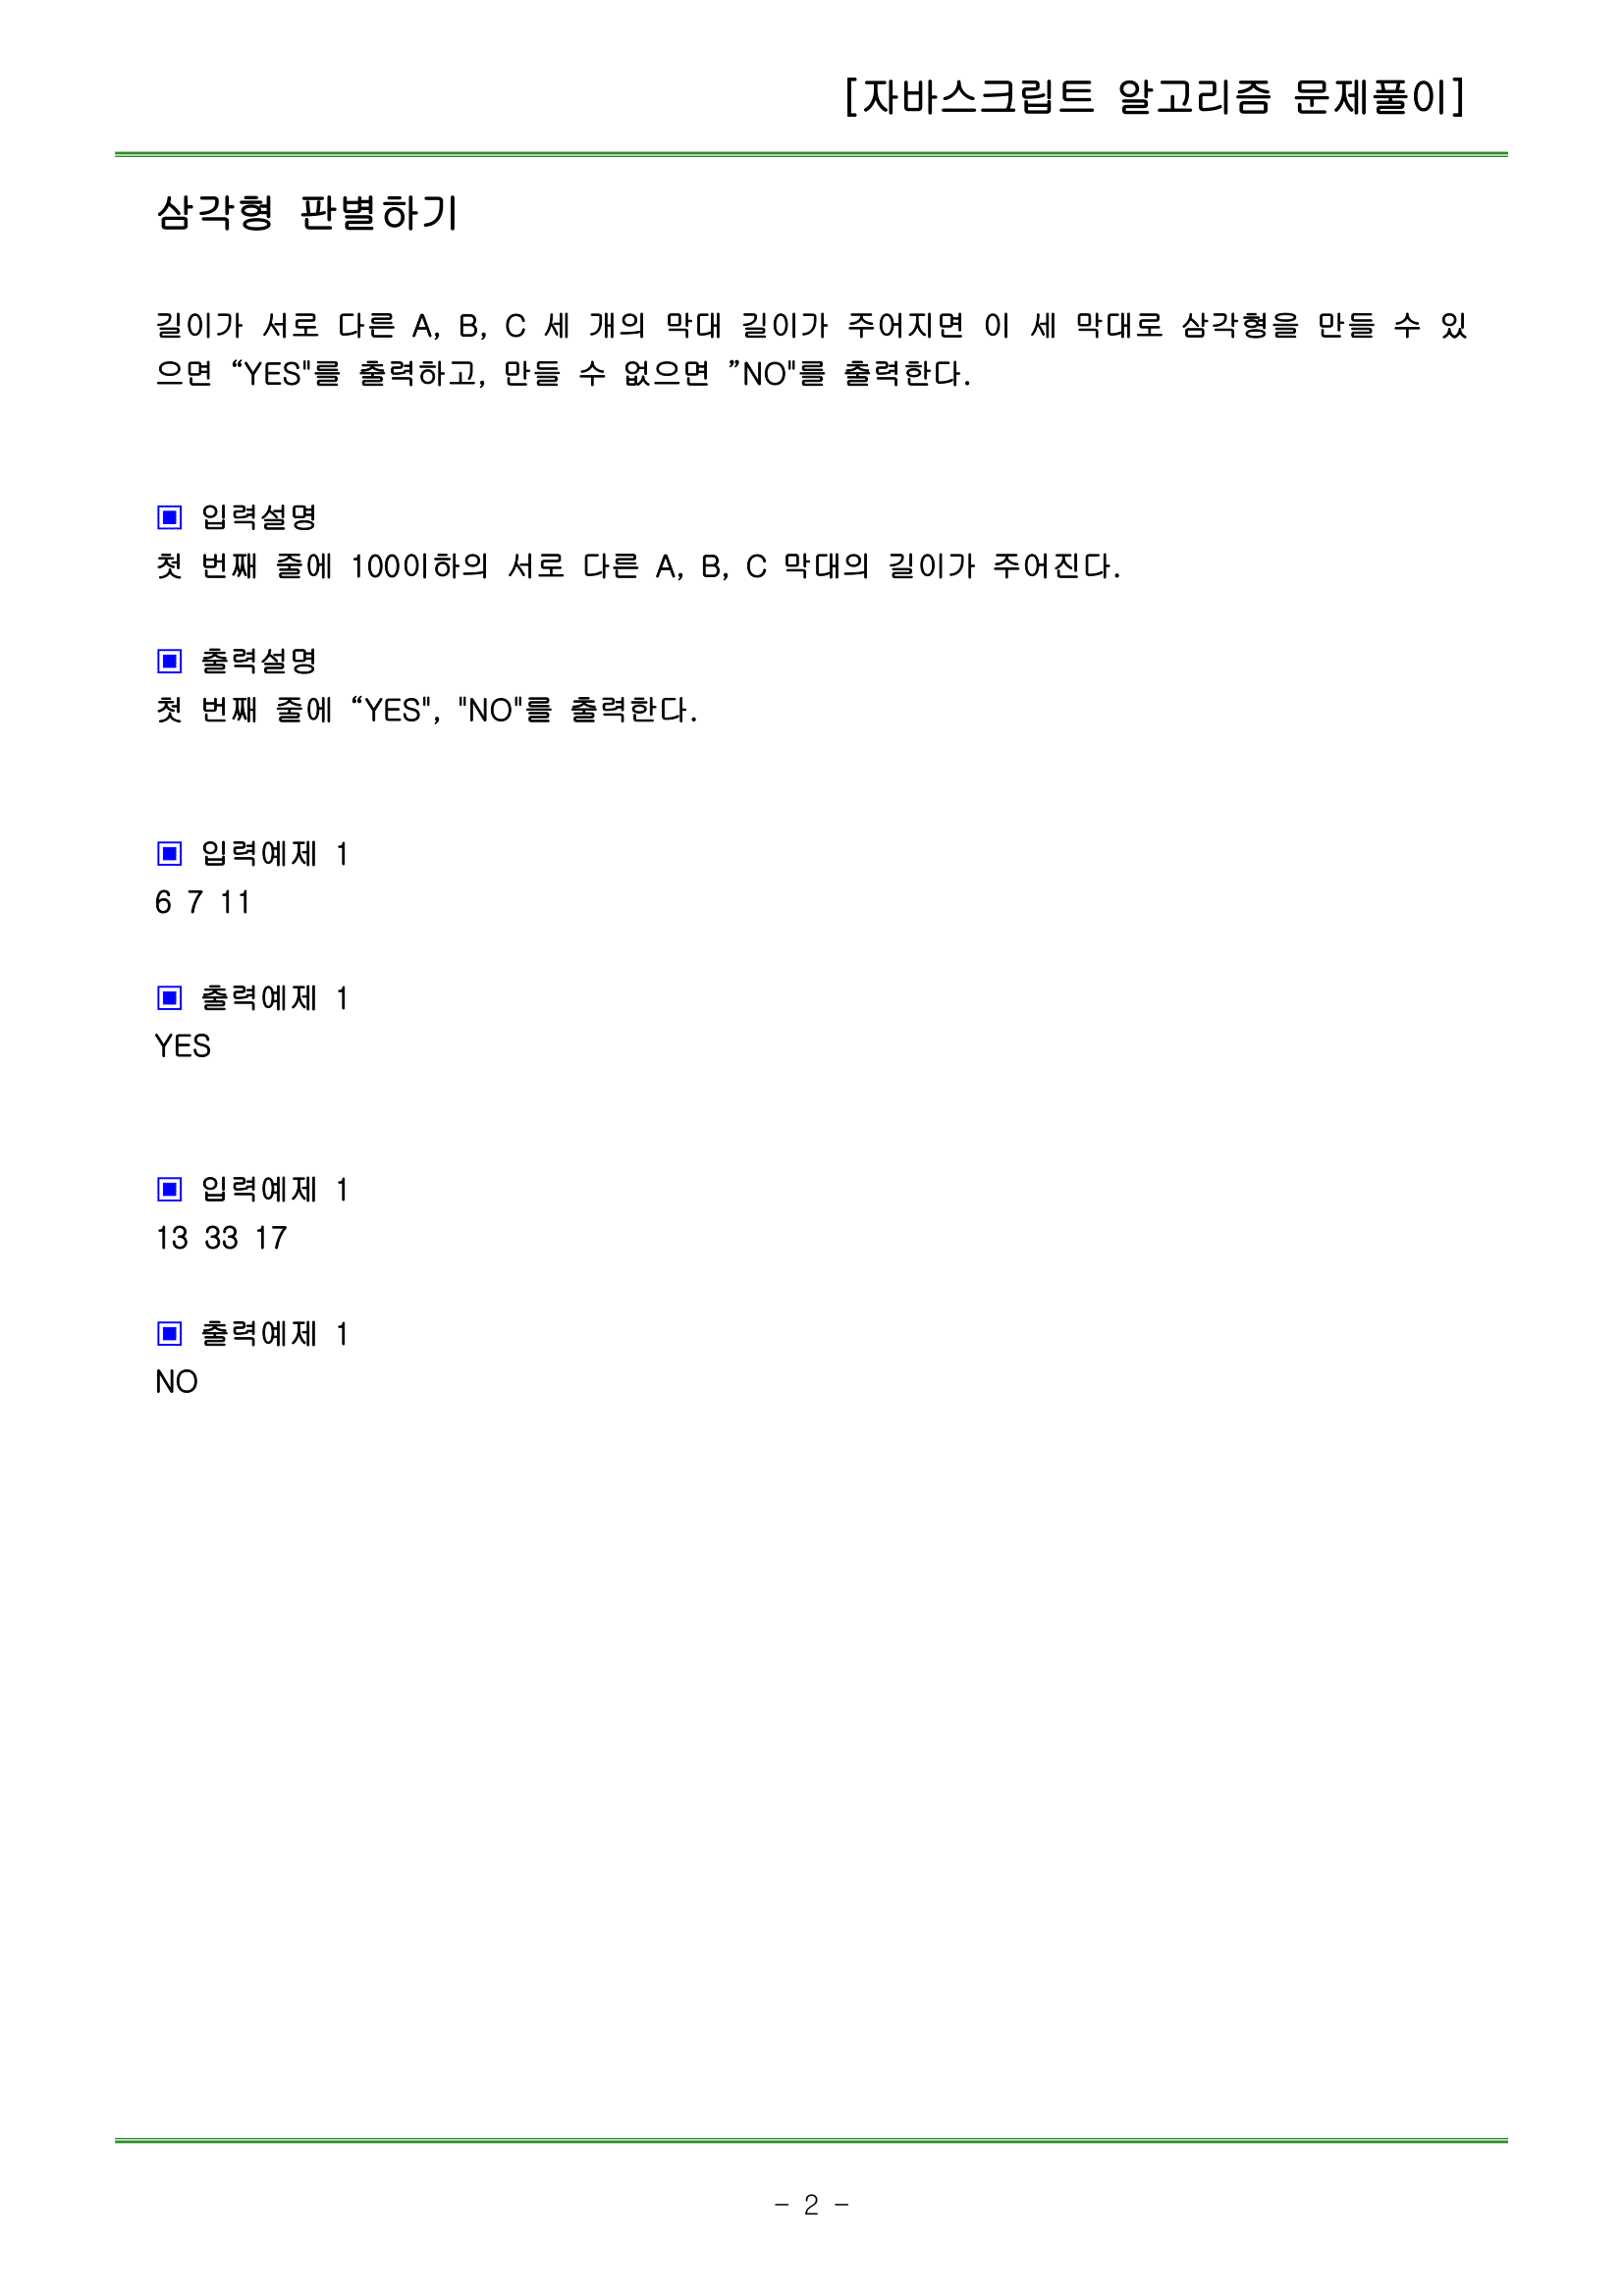 [자바스크립트 알고리즘 문제풀이]
삼각형 판별하기
길이가 서로 다른 A, B, C 세 개의 막대 길이가 주어지면 이 세 막대로 삼각형을 만들 수 있
으면 “YES"를 출력하고, 만들 수 없으면 ”NO"를 출력한다.
▣ 입력설명
첫 번째 줄에 100이하의 서로 다른 A, B, C 막대의 길이가 주어진다.
▣ 출력설명
첫 번째 줄에 “YES", "NO"를 출력한다.
▣ 입력예제 1
6 7 11
▣ 출력예제 1
YES
▣ 입력예제 1
13 33 17
▣ 출력예제 1
NO
- 2 -